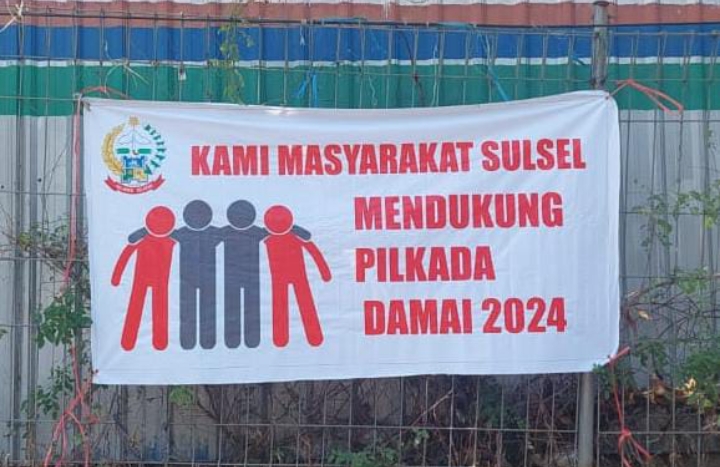 KAMI MASYARAKAT SULSEL
MENDUKUNG
PILKADA
DAMAI 2024